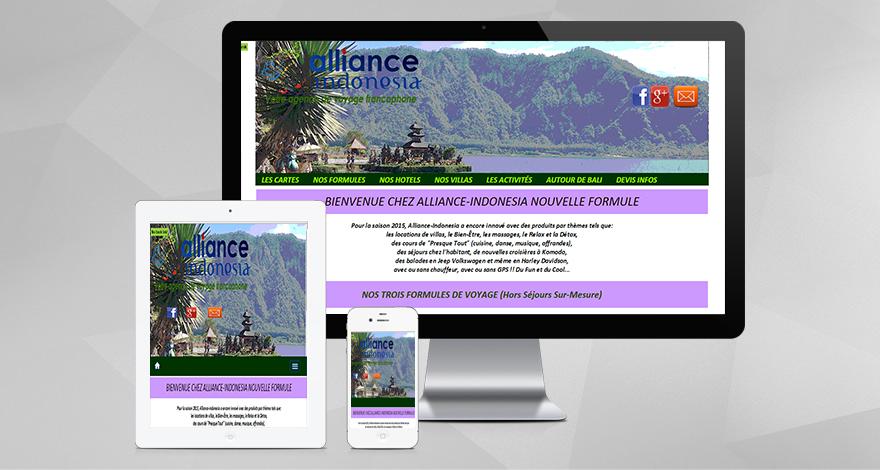 alliance
indonesia
Votre agence de voyage francophone
LES CARTES NOS FORMULES NOS HOTELS NOS VILLAS LES ACTIVITÉS AUTOUR DE BALI DEVIS INFOS
BIENVENUE CHEZ ALLIANCE-INDONESIA NOUVELLE FORMULE
Pour la saison 2015, Alliance-Indonesia a encore innové avec des produits par thèmes tels que:
les locations de villas, le Bien-Être, les massages, le Relax et la Détox,
des cours de "Presque Tout" (cuisine, danse, musique, offrandes),
des séjours chez l'habitant, de nouvelles croisières à Komodo,
des balades en Jeep Volkswagen et même en Harley Davidson,
avec ou sans chauffeur, avec ou sans GPS !! Du Fun et du Cool...
NOS TROIS FORMULES DE VOYAGE (Hors Séjours Sur-Mesure)
alliance
indonesia
Votre agence de voyage francophone
BIENVENUE CHEZ ALLIANCE-INDONESIA NOUVELLE FORMULE
Pour la saison 2015, Alliance-Indonesia a encore innové avec des produits par thèmes tels que:
les locations de villas, le Bien-Être, les massages, le Relax et la Détox,
des cours de "Presque Tout" (cuisine, danse, musique, offrandes),
alliance
indonesia
BIENVENUE CHEZ ALLIANCE-INDONESIA NOUVELLE FORMULE